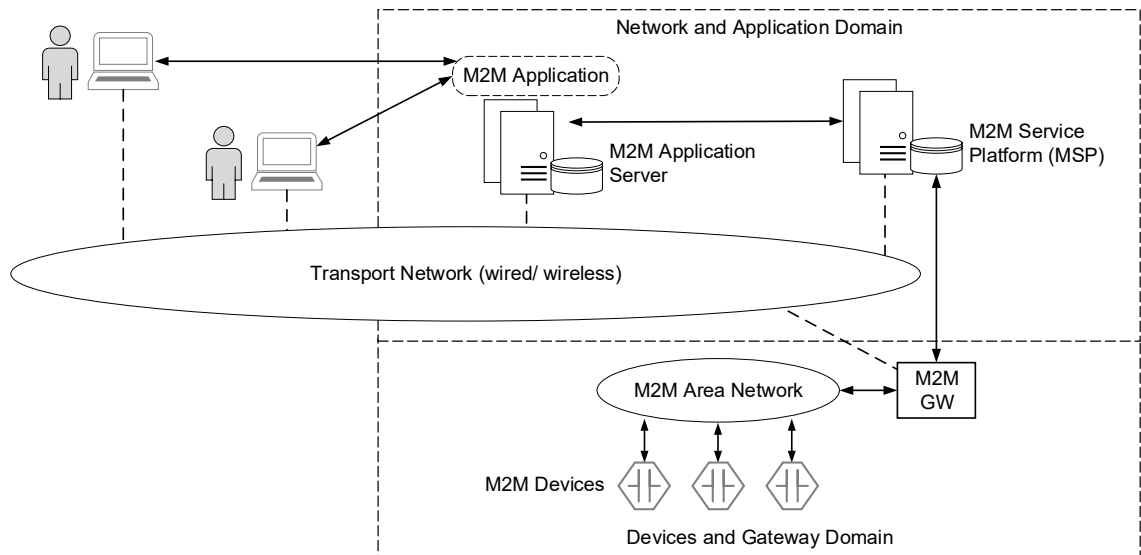 Network and Application Domain
M2M Application
M2M Application
Server
M2M Service
Platform (MSP)
Transport Network (wired/ wireless)
M2M Area Network
M2M
GW
M2M Devices
Devices and Gateway Domain